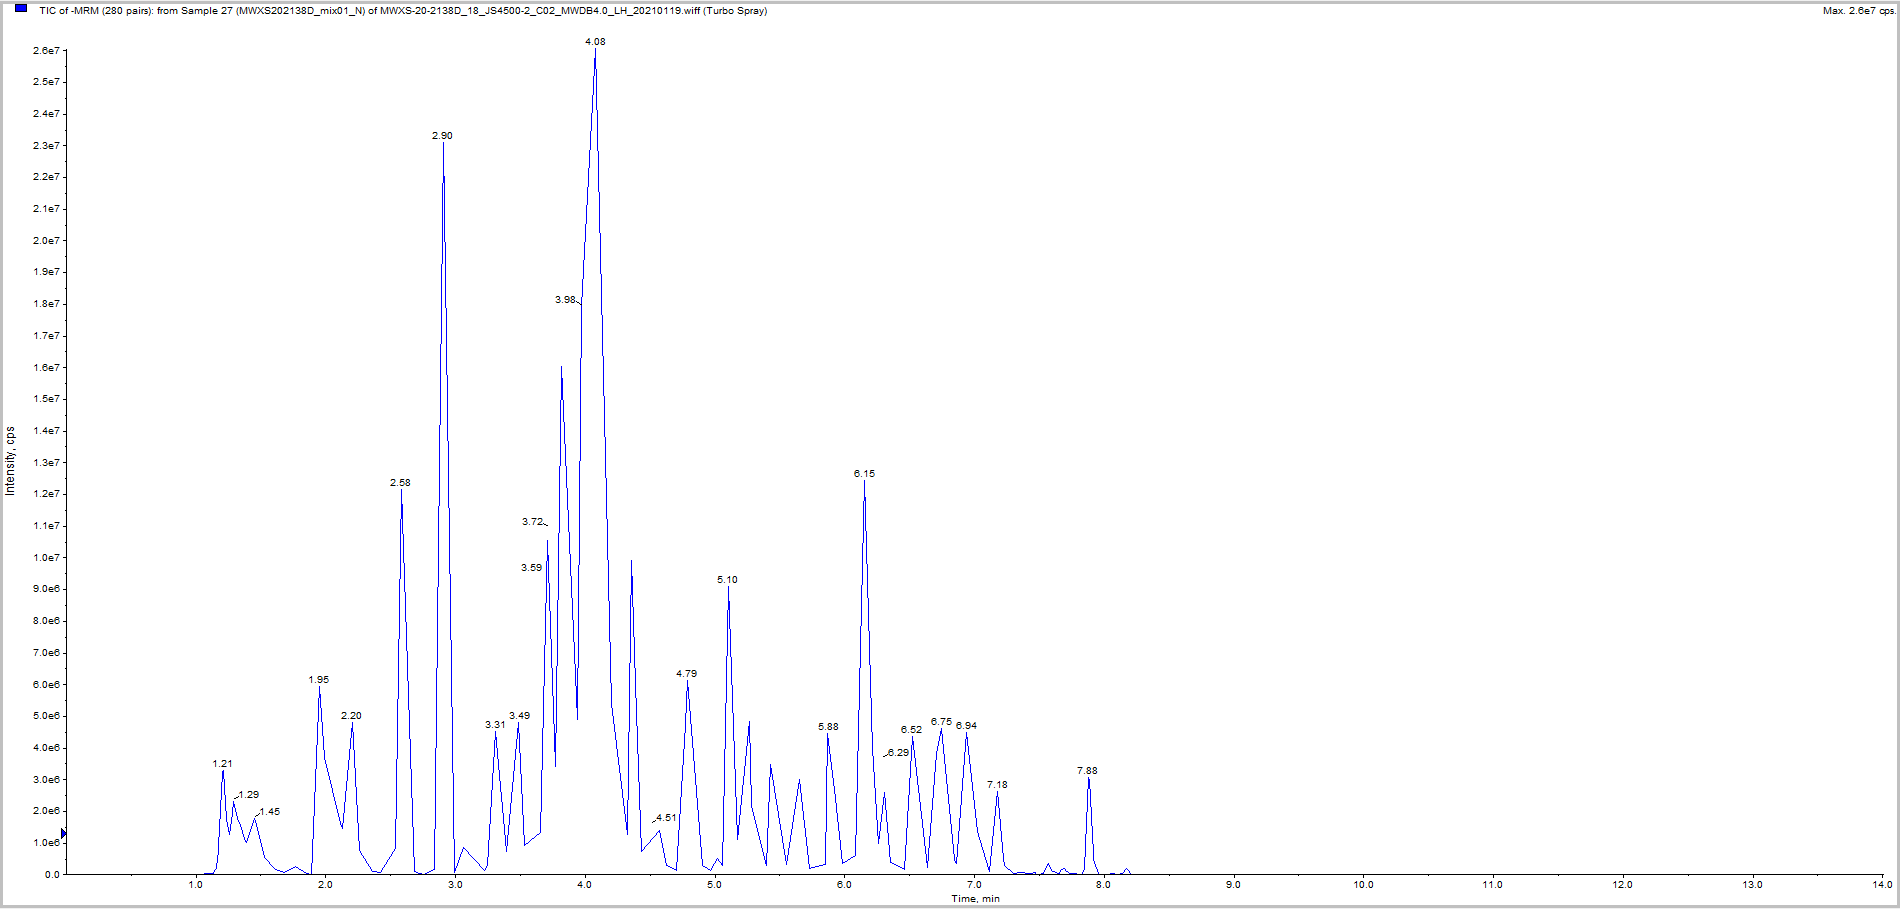 TIC of -MRM (280 pairs): from Sample 27 (MWXS202138D_mix01_N) of MWXS-20-2138D_18_JS4500-2_C02_MWDB4.0_LH_20210119.wiff (Turbo Spray)
Max. 2.6e7 cps.
4.08
2.6e7
2.5e7
2.4e7
2.3e7
2.90
2.2e7
2.1e7
2.0e7
1.9e7
1.8e7
3.98
1.7e7
1.6e7
1.5e7
1.4e7
1.3e7
Intensity, cps
6.15
2.58
1.2e7
3.72
1.1e7
1.0e7
3.59
5.10
9.0e6
8.0e6
7.0e6
1.95
4.79
6.0e6
2.20
3.49
5.0e6
3.31
5.88
6.52
6.75
6.94
4.0e6
6.29
1.21
7.88
3.0e6
7.18
1.29
2.0e6
1.45
4.51
1.0e6
0.0
1.0 2.0 3.0 4.0 5.0 6.0 7.0 8.0 9.0 10.0 11.0 12.0 13.0 14.0
Time, min